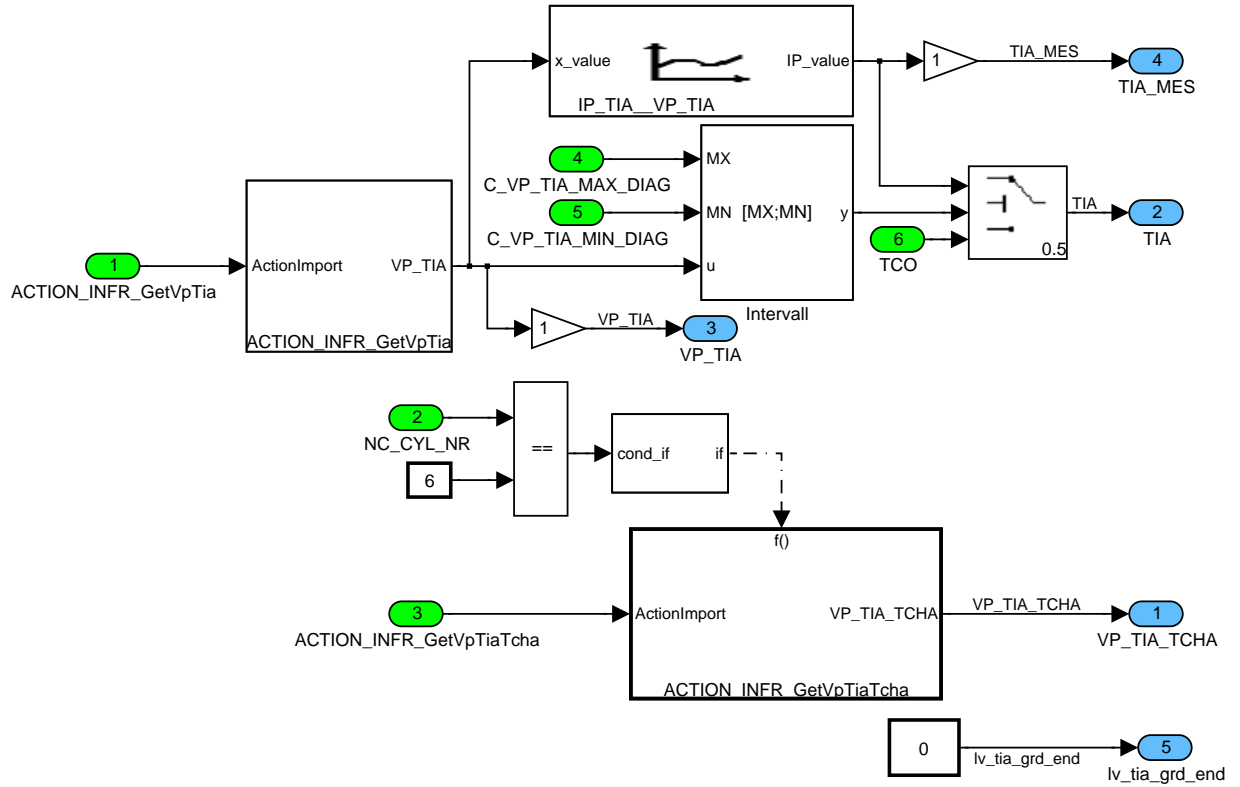 x_value
IP_value
IP_TIA__VP_TIA
1
TIA_MES
4
TIA_MES
4
C_VP_TIA_MAX_DIAG
5
C_VP_TIA_MIN_DIAG
MX
MN
[MX;MN]
y
u
Intervall
6
TCO
0.5
TIA
2
TIA
1
ACTION_INFR_GetVpTia
ActionImport
VP_TIA
ACTION_INFR_GetVpTia
1
VP_TIA
3
VP_TIA
2
NC_CYL_NR
6
==
cond_if
if
f()
3
ACTION_INFR_GetVpTiaTcha
ActionImport
VP_TIA_TCHA
ACTION_INFR_GetVpTiaTcha
VP_TIA_TCHA
1
VP_TIA_TCHA
0
lv_tia_grd_end
5
lv_tia_grd_end